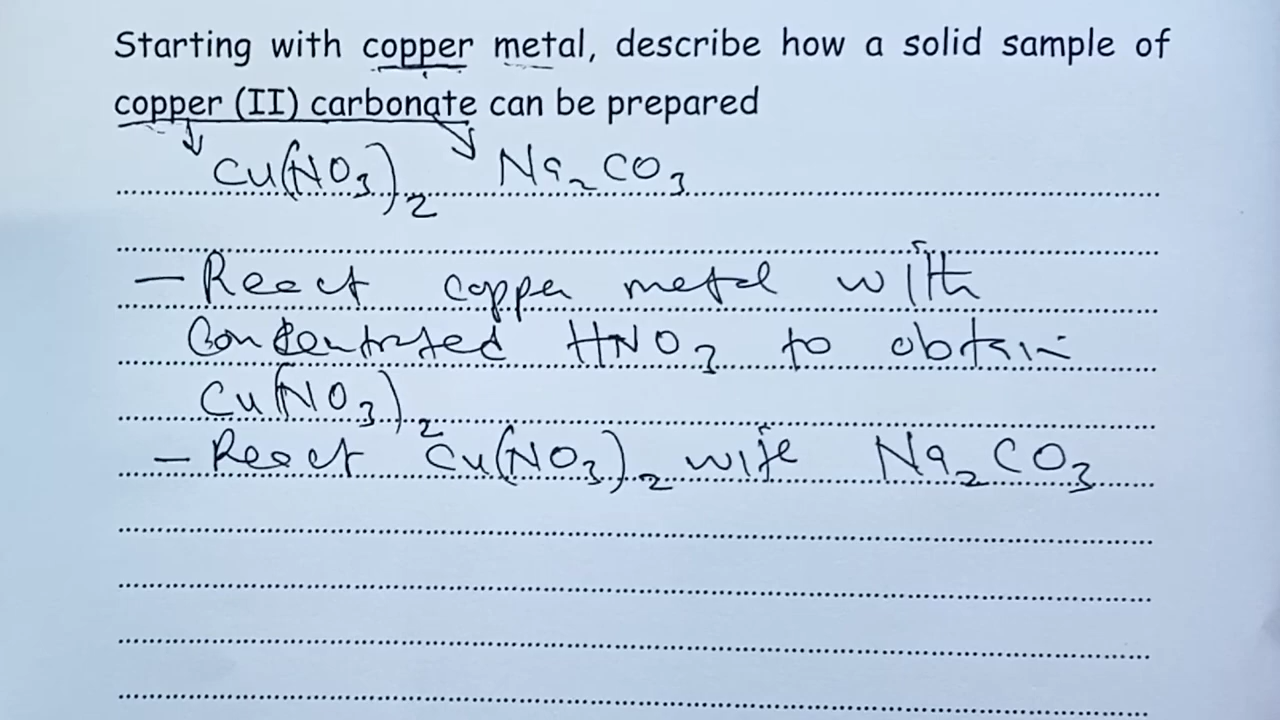 Starting with copper metal, describe how a solid sample of
copper (II) carbonate can be prepared
Cu(NO₃)₂ Na₂CO₃
- React copper metal with
Concentrated HNO₃ to obtain
Cu(NO₃)₂
- React Cu(NO₃)₂ with Na₂CO₃